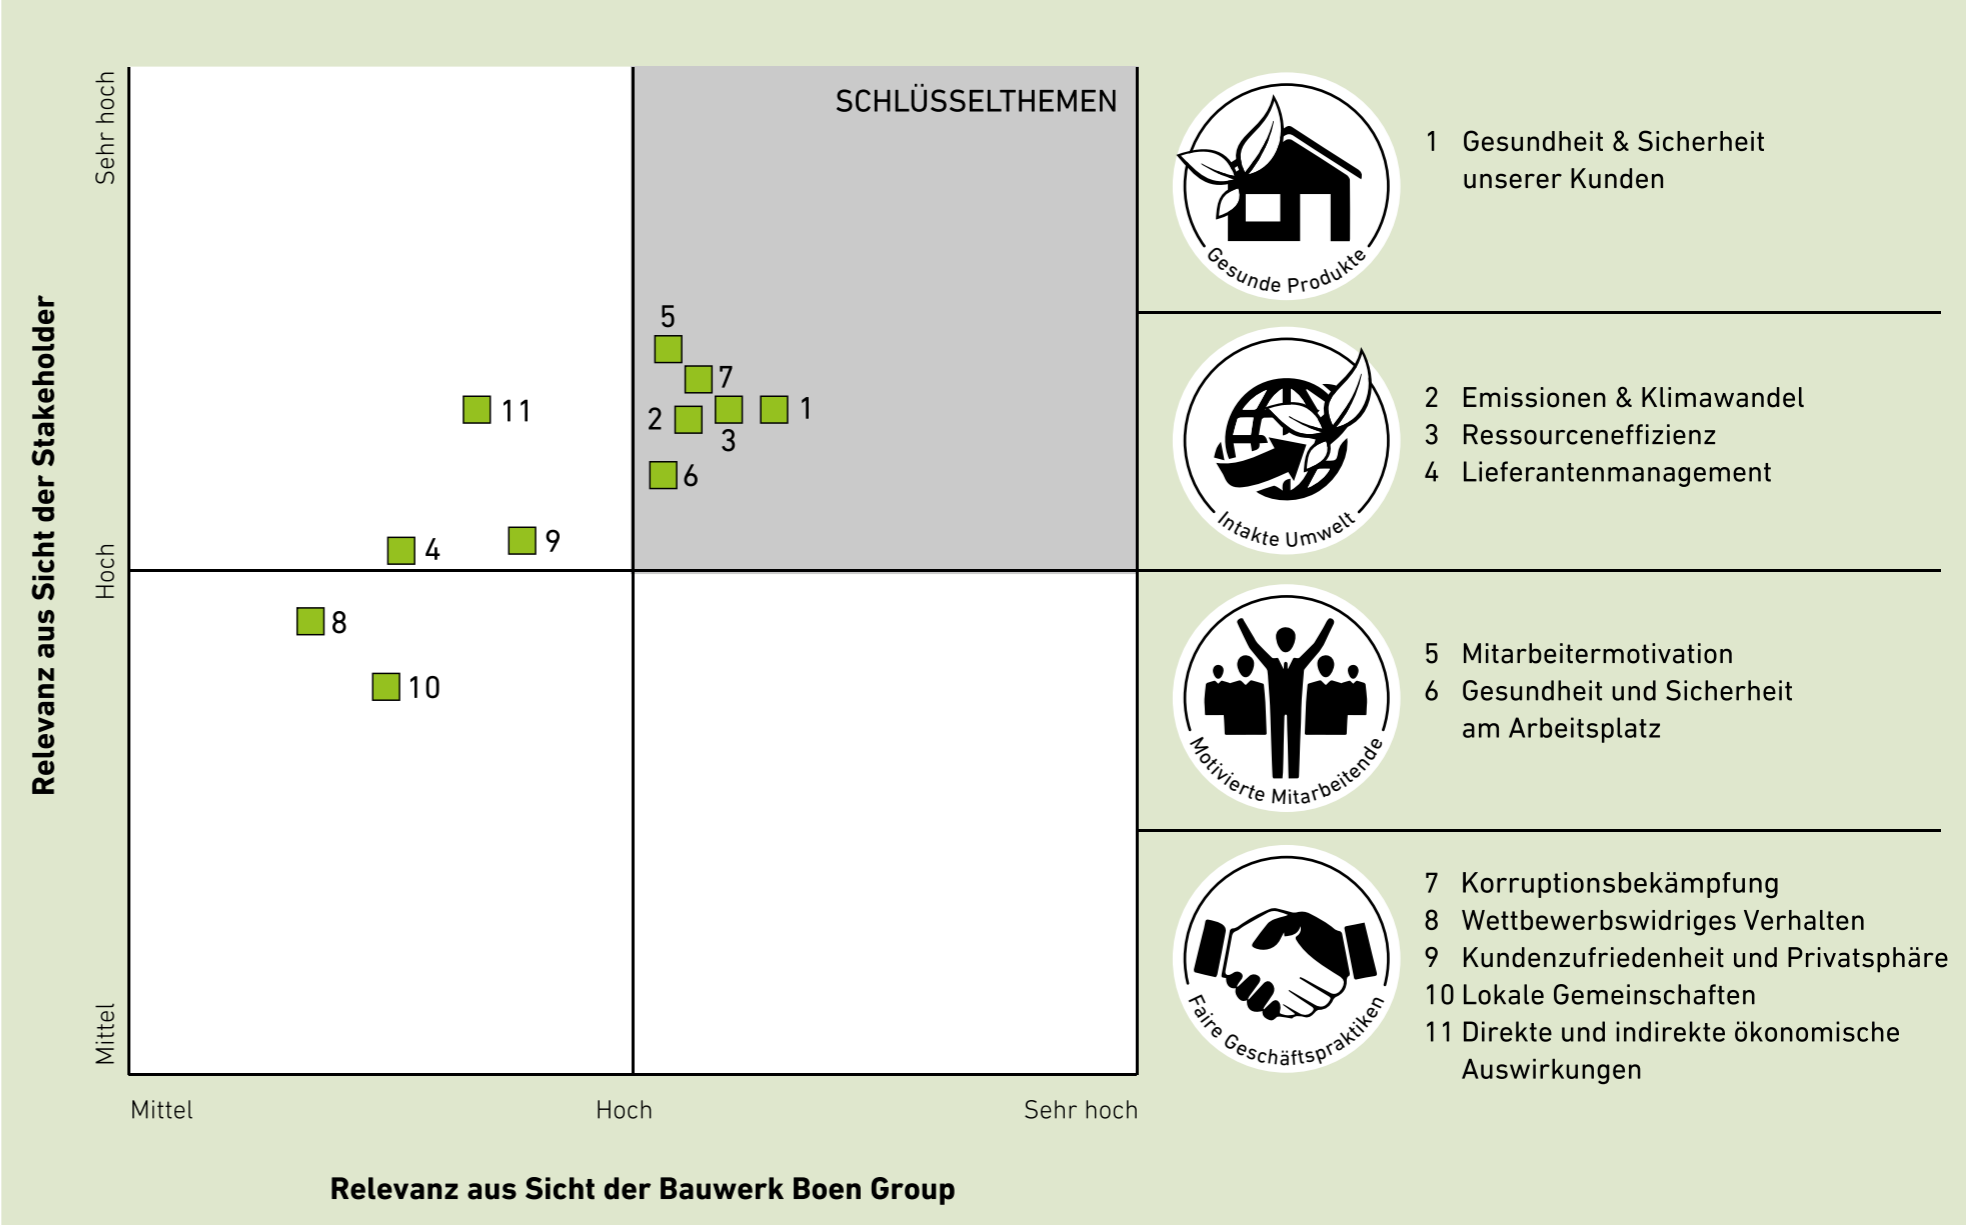 SCHLÜSSELTHEMEN
Sehr hoch
Hoch
Mittel
Relevanz aus Sicht der Stakeholder
5
7
11
2
3
1
6
4
9
8
10
Mittel
Hoch
Sehr hoch
Relevanz aus Sicht der Bauwerk Boen Group
Gesunde Produkte
1 Gesundheit & Sicherheit
unserer Kunden
Intakte Umwelt
2 Emissionen & Klimawandel
3 Ressourceneffizienz
4 Lieferantenmanagement
Motivierte Mitarbeitende
5 Mitarbeitermotivation
6 Gesundheit und Sicherheit
am Arbeitsplatz
Faire Geschäftspraktiken
7 Korruptionsbekämpfung
8 Wettbewerbswidriges Verhalten
9 Kundenzufriedenheit und Privatsphäre
10 Lokale Gemeinschaften
11 Direkte und indirekte ökonomische
Auswirkungen